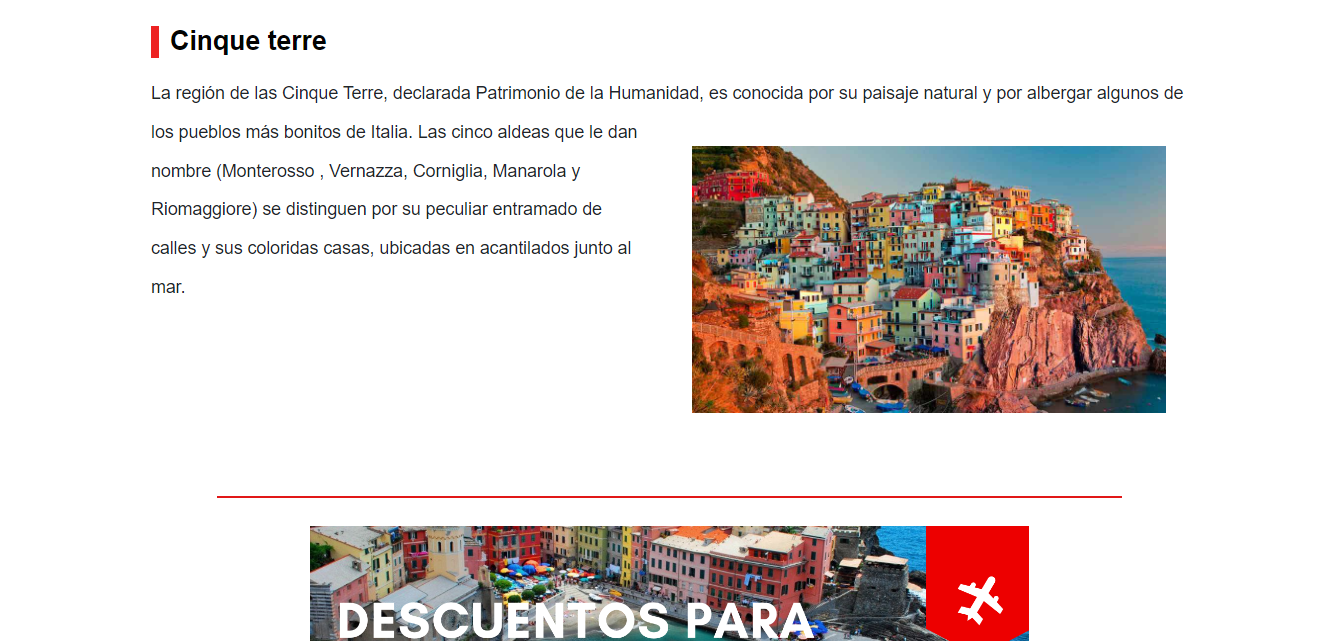 Cinque terre
La región de las Cinque Terre, declarada Patrimonio de la Humanidad, es conocida por su paisaje natural y por albergar algunos de
los pueblos más bonitos de Italia. Las cinco aldeas que le dan
nombre (Monterosso , Vernazza, Corniglia, Manarola y
Riomaggiore) se distinguen por su peculiar entramado de
calles y sus coloridas casas, ubicadas en acantilados junto al
mar.
DESCUENTOS PARA